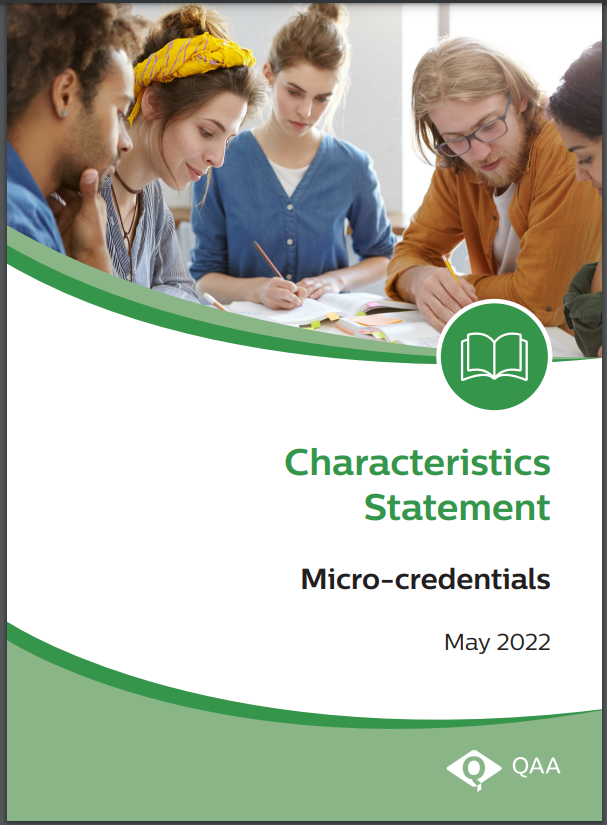 Characteristics
Statement
Micro-credentials
May 2022
QAA